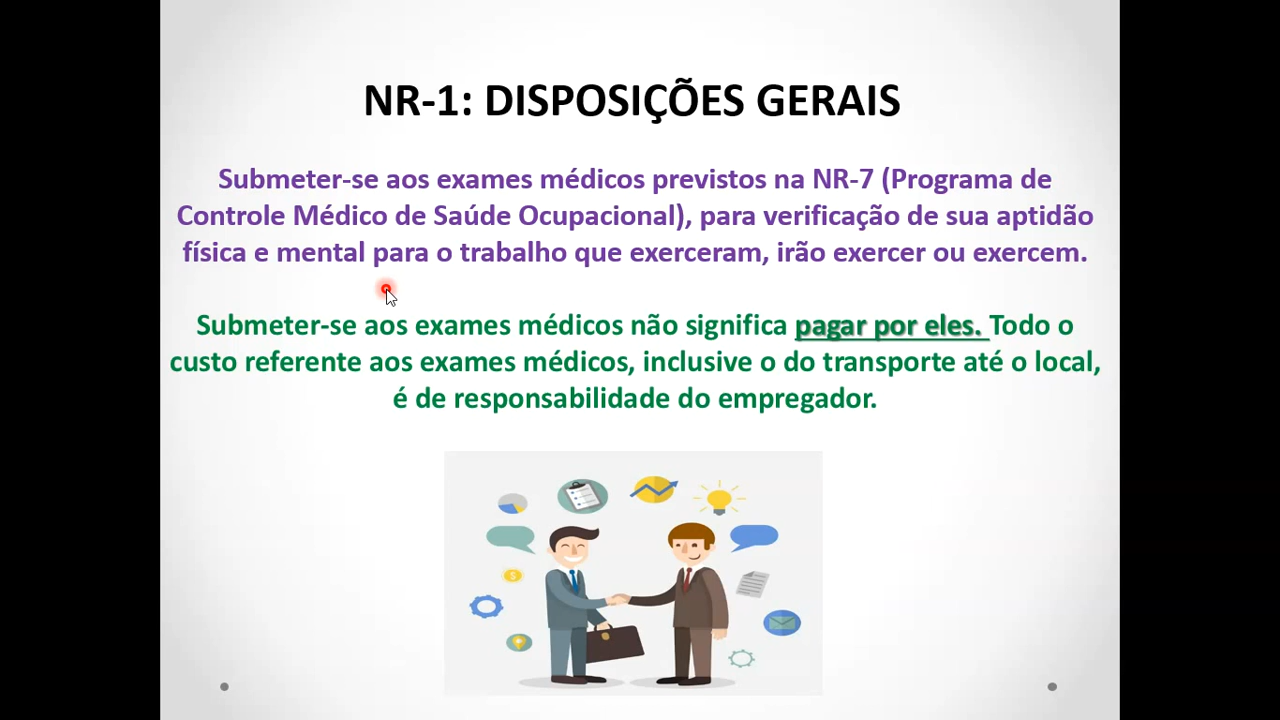 NR-1: DISPOSIÇÕES GERAIS
Submeter-se aos exames médicos previstos na NR-7 (Programa de
Controle Médico de Saúde Ocupacional), para verificação de sua aptidão
física e mental para o trabalho que exerceram, irão exercer ou exercem.
Submeter-se aos exames médicos não significa pagar por eles. Todo o
custo referente aos exames médicos, inclusive o do transporte até o local,
é de responsabilidade do empregador.